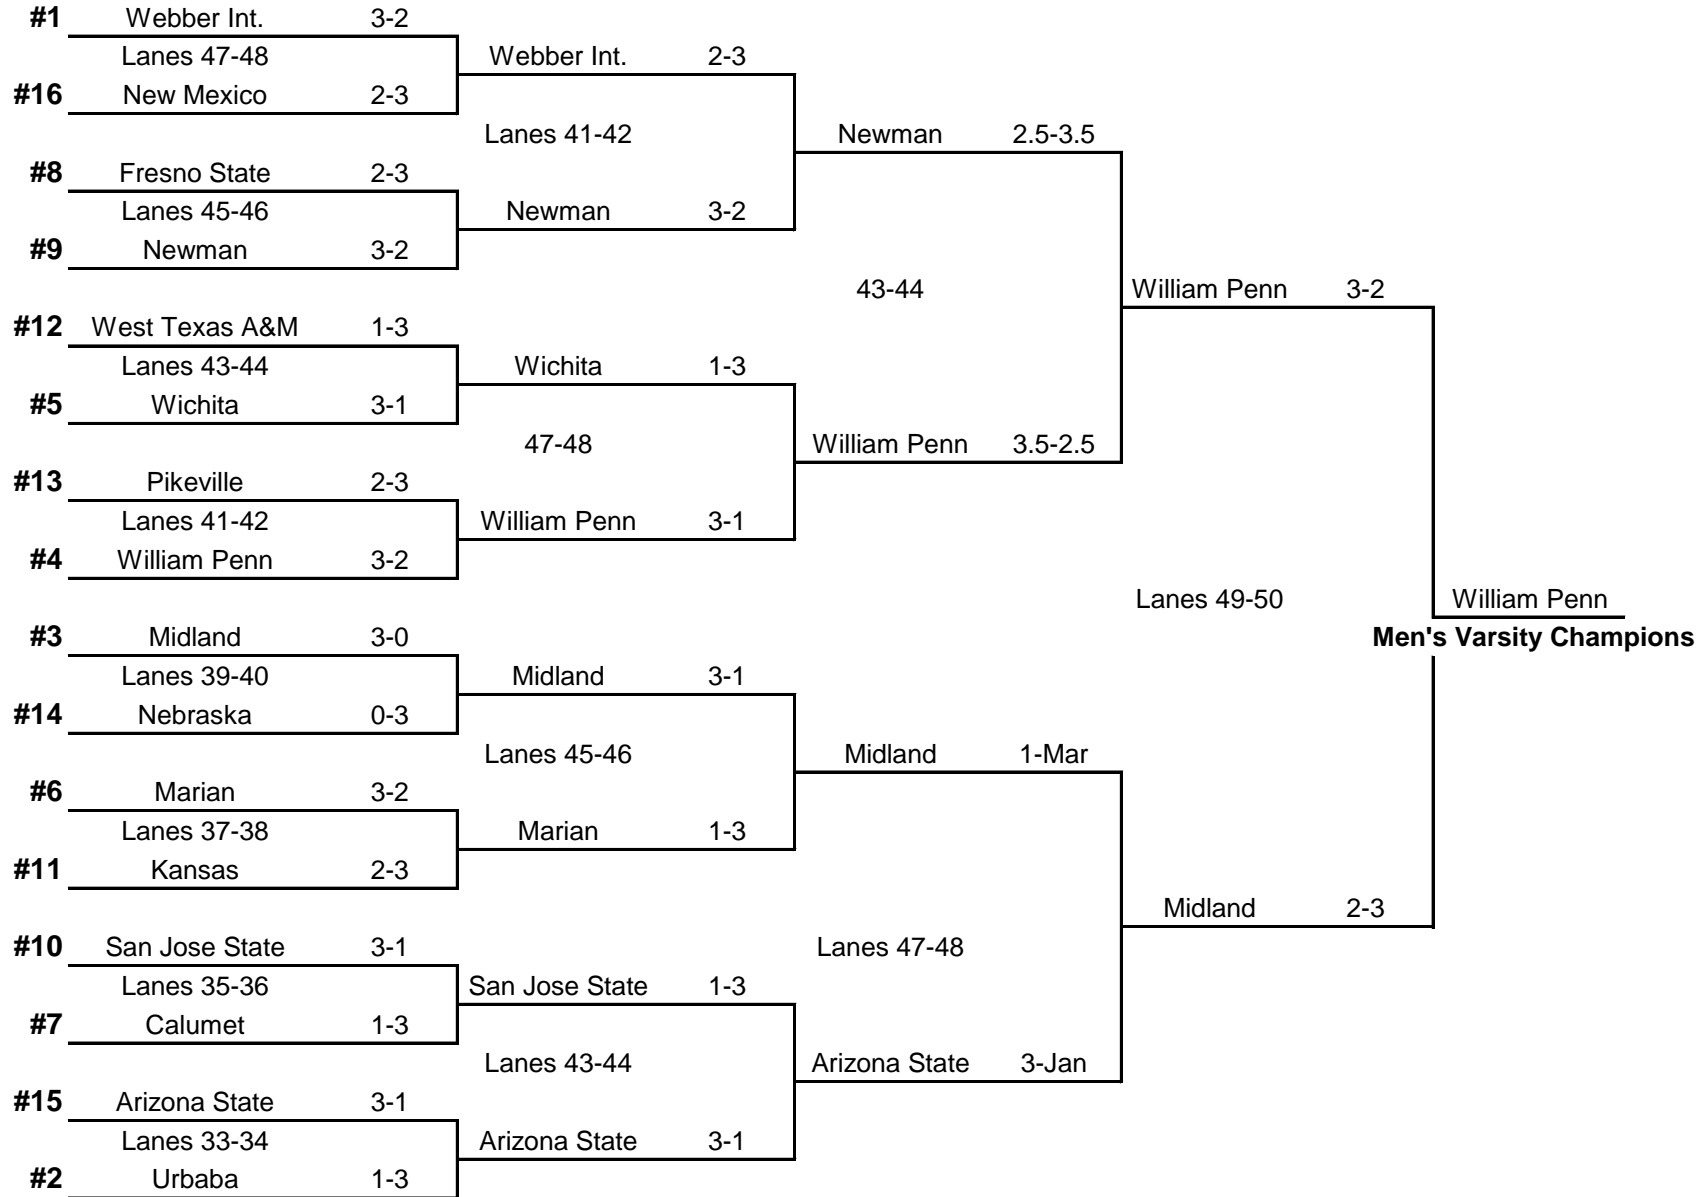 #1 Webber Int. 3-2
Lanes 47-48 Webber Int. 2-3
#16 New Mexico 2-3
Lanes 41-42 Newman 2.5-3.5
#8 Fresno State 2-3
Lanes 45-46 Newman 3-2
#9 Newman 3-2
43-44 William Penn 3-2
#12 West Texas A&M 1-3
Lanes 43-44 Wichita 1-3
#5 Wichita 3-1
47-48 William Penn 3.5-2.5
#13 Pikeville 2-3
Lanes 41-42 William Penn 3-1
#4 William Penn 3-2
Lanes 49-50 William Penn
#3 Midland 3-0 Men's Varsity Champions
Lanes 39-40 Midland 3-1
#14 Nebraska 0-3
Lanes 45-46 Midland 1-Mar
#6 Marian 3-2
Lanes 37-38 Marian 1-3
#11 Kansas 2-3
Midland 2-3
#10 San Jose State 3-1 Lanes 47-48
Lanes 35-36 San Jose State 1-3
#7 Calumet 1-3
Lanes 43-44 Arizona State 3-Jan
#15 Arizona State 3-1
Lanes 33-34 Arizona State 3-1
#2 Urbaba 1-3